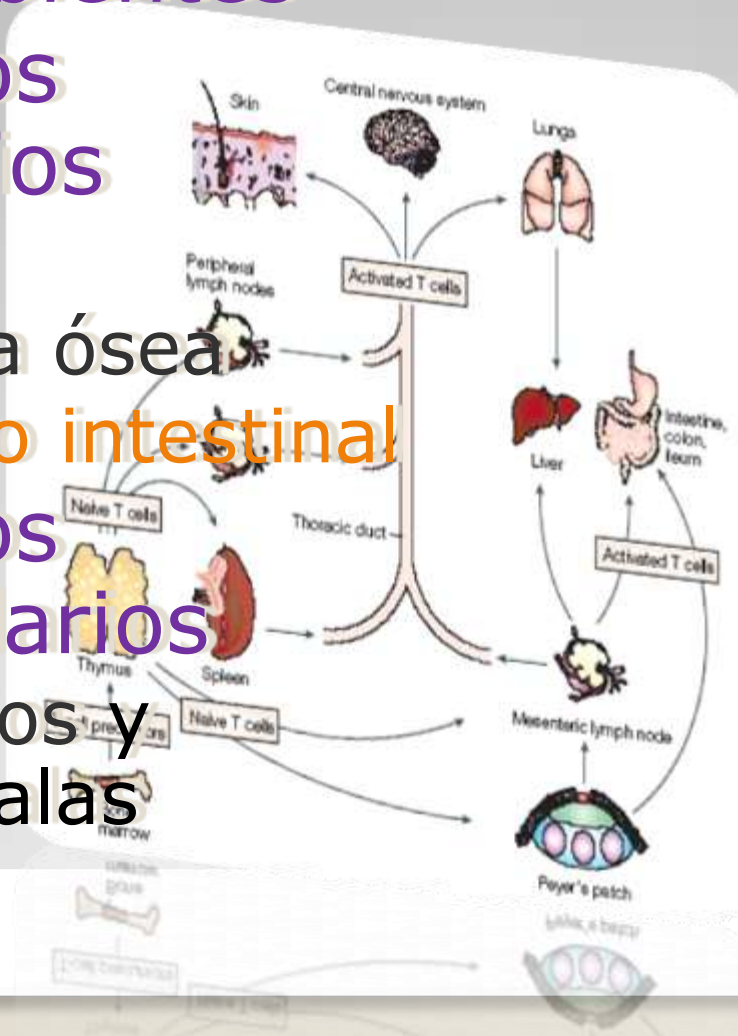 os
ios
a ósea
o intestinal
os
arios
os y
alas
Skin
Central nervous system
Lungs
Activated T cells
Peripheral
lymph nodes
Liver
Intestine,
colon,
ileum
Naive T cells
Thoracic duct
Activated T cells
Thymus
Spleen
Naive T cells
Mesenteric lymph node
marrow
Peyer's patch